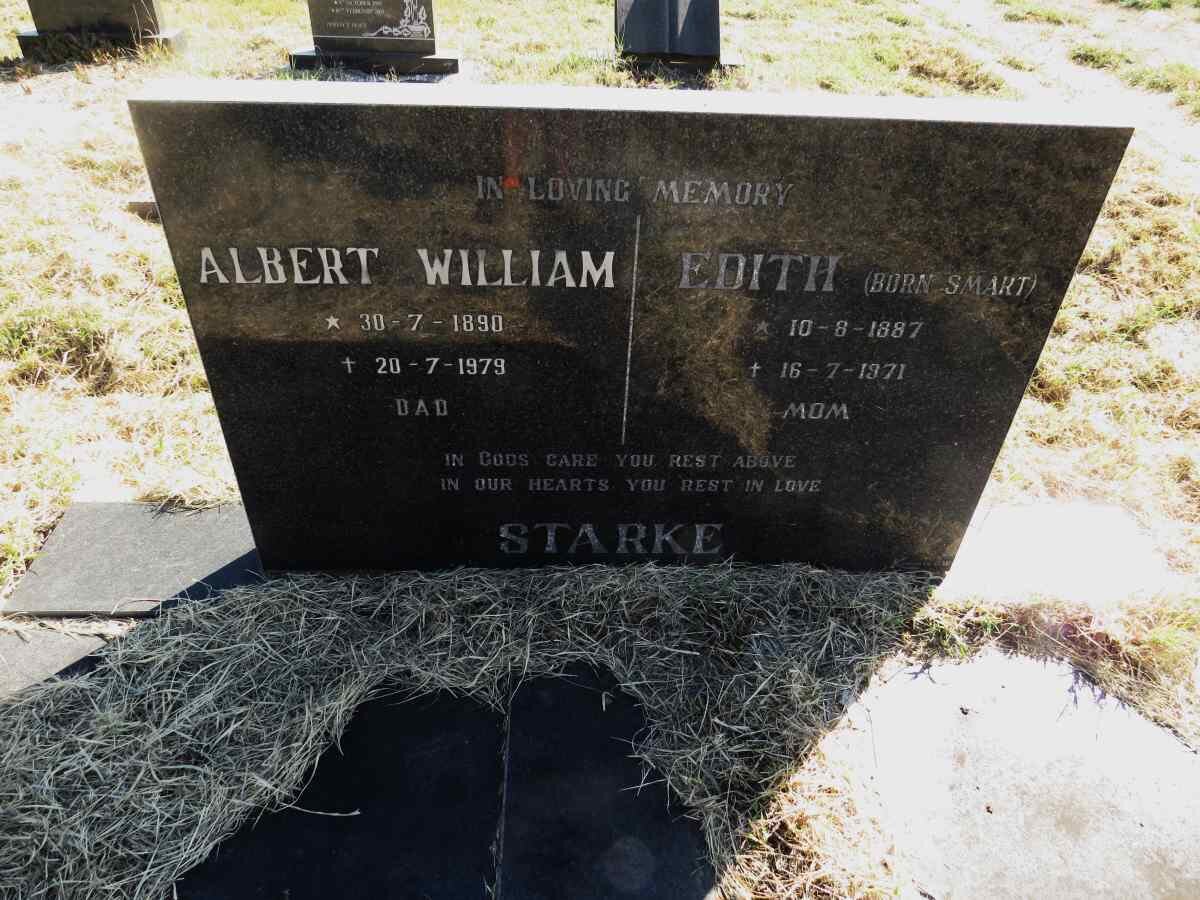 IN LOVING MEMORY
ALBERT WILLIAM
★ 30-7-1890
✝ 20-7-1979
DAD
EDITH (BORN SMART)
★ 10-8-1887
✝ 16-7-1971
MOM
IN GODS CARE YOU REST ABOVE
IN OUR HEARTS YOU REST IN LOVE
STARKE